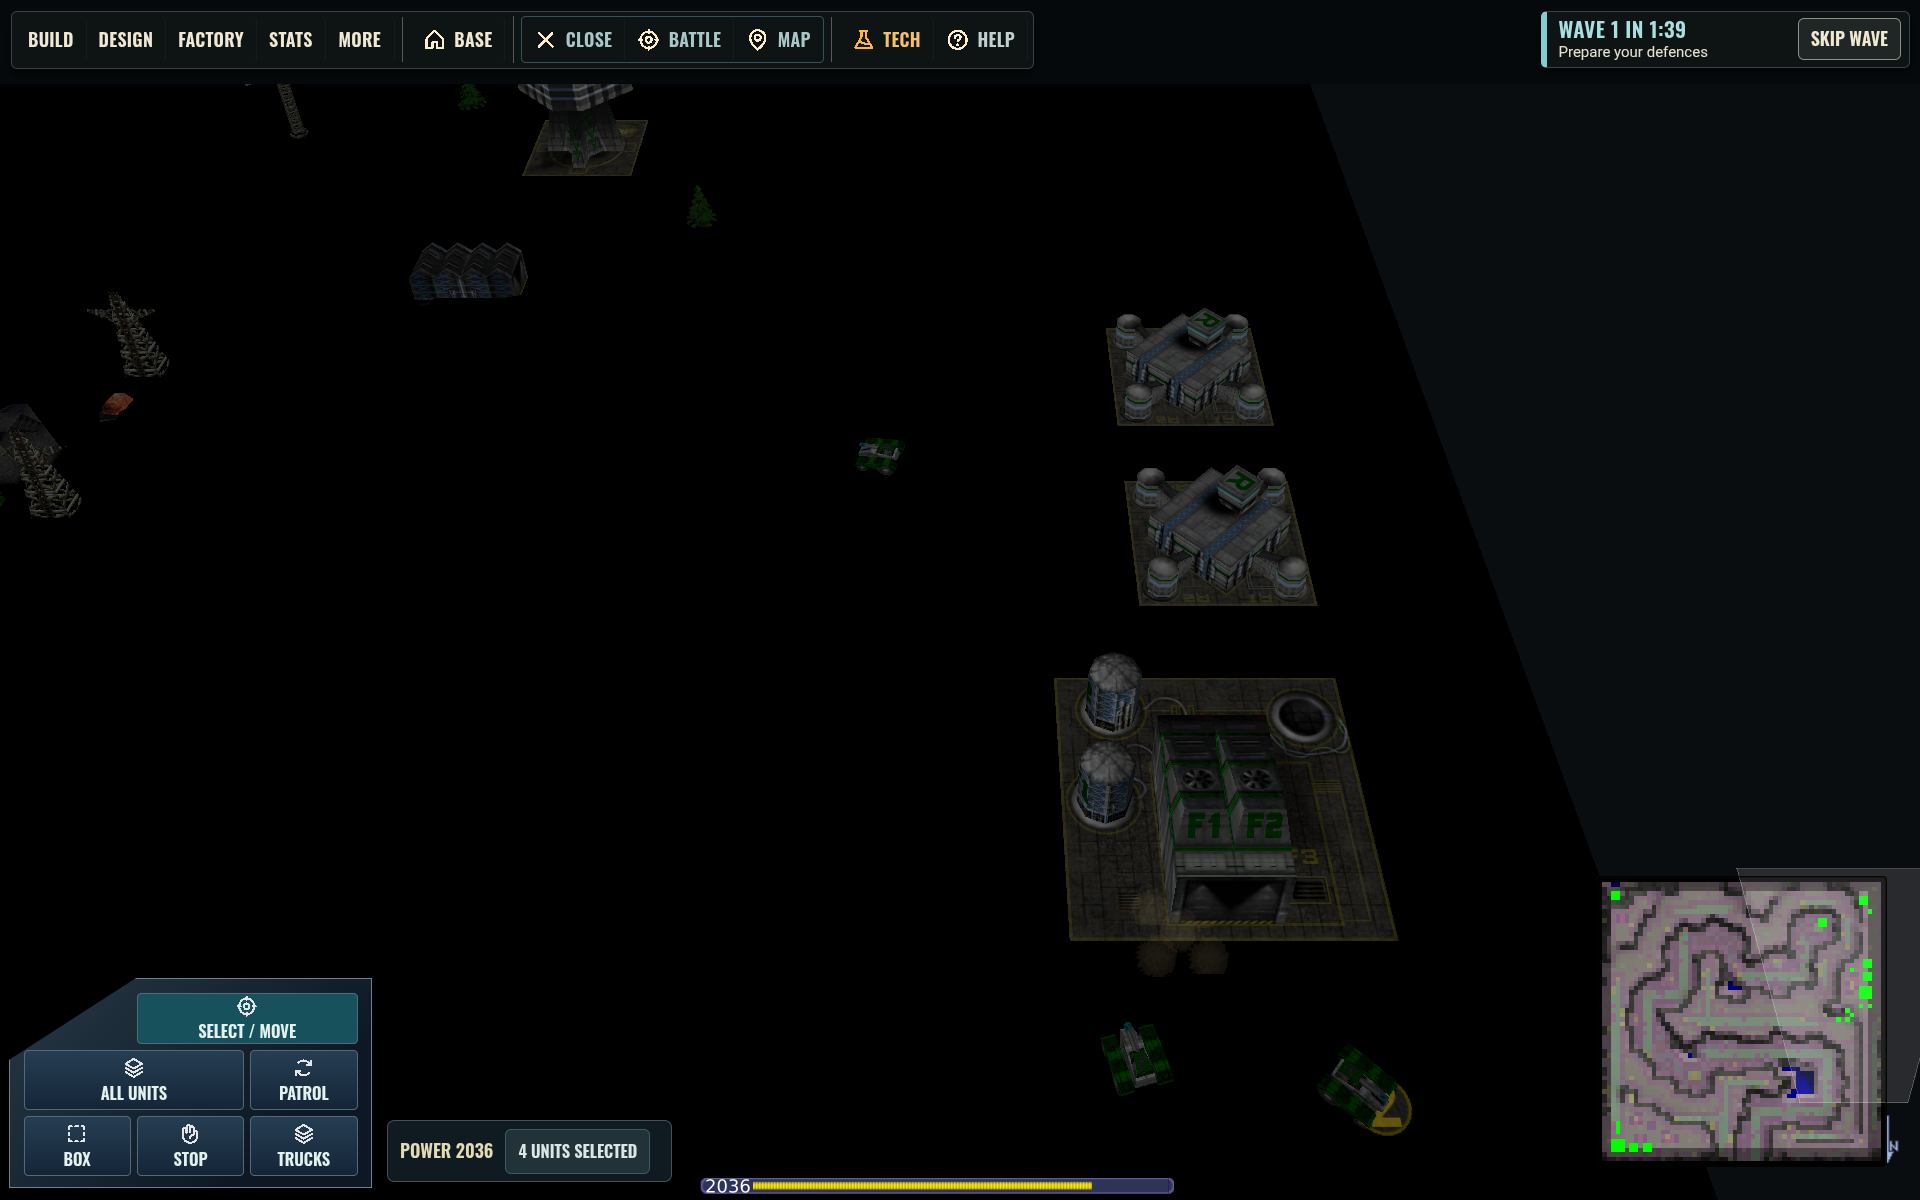 BUILD DESIGN FACTORY STATS MORE BASE CLOSE BATTLE MAP TECH HELP
WAVE 1 IN 1:39
Prepare your defences
SKIP WAVE
R
R
F1 F2
F3
SELECT / MOVE
ALL UNITS PATROL
BOX STOP TRUCKS
POWER 2036 4 UNITS SELECTED
2036
N